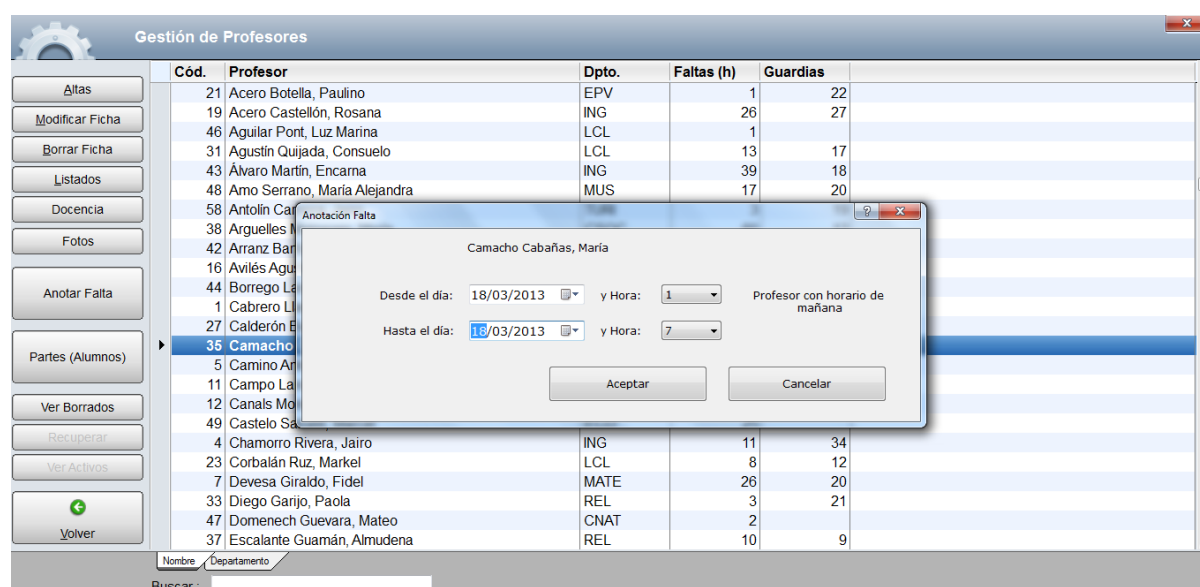 Gestión de Profesores
Cód. Profesor Dpto. Faltas (h) Guardias
Altas
Modificar Ficha
Borrar Ficha
Listados
Docencia
Fotos
Anotar Falta
Partes (Alumnos)
Ver Borrados
Recuperar
Ver Activos
Volver
21 Acero Botella, Paulino EPV 1 22
19 Acero Castellón, Rosana ING 26 27
46 Aguilar Pont, Luz Marina LCL 1
31 Agustín Quijada, Consuelo LCL 13 17
43 Álvaro Martín, Encarna ING 39 18
48 Amo Serrano, María Alejandra MUS 17 20
58 Antolín
38 Arguelles
42 Arranz
16 Avilés
44 Borrego
1 Cabrero
27 Calderón
35 Camacho
5 Camino
11 Campo
12 Canals
49 Castelo
4 Chamorro Rivera, Jairo ING 11 34
23 Corbalán Ruz, Markel LCL 8 12
7 Devesa Giraldo, Fidel MATE 26 20
33 Diego Garijo, Paola REL 3 21
47 Domenech Guevara, Mateo CNAT 2
37 Escalante Guamán, Almudena REL 10 9
Anotación Falta
Camacho Cabañas, María
Desde el día: 18/03/2013 y Hora: 1
Profesor con horario de
mañana
Hasta el día: 18/03/2013 y Hora: 7
Aceptar Cancelar
Nombre Departamento
Buscar :